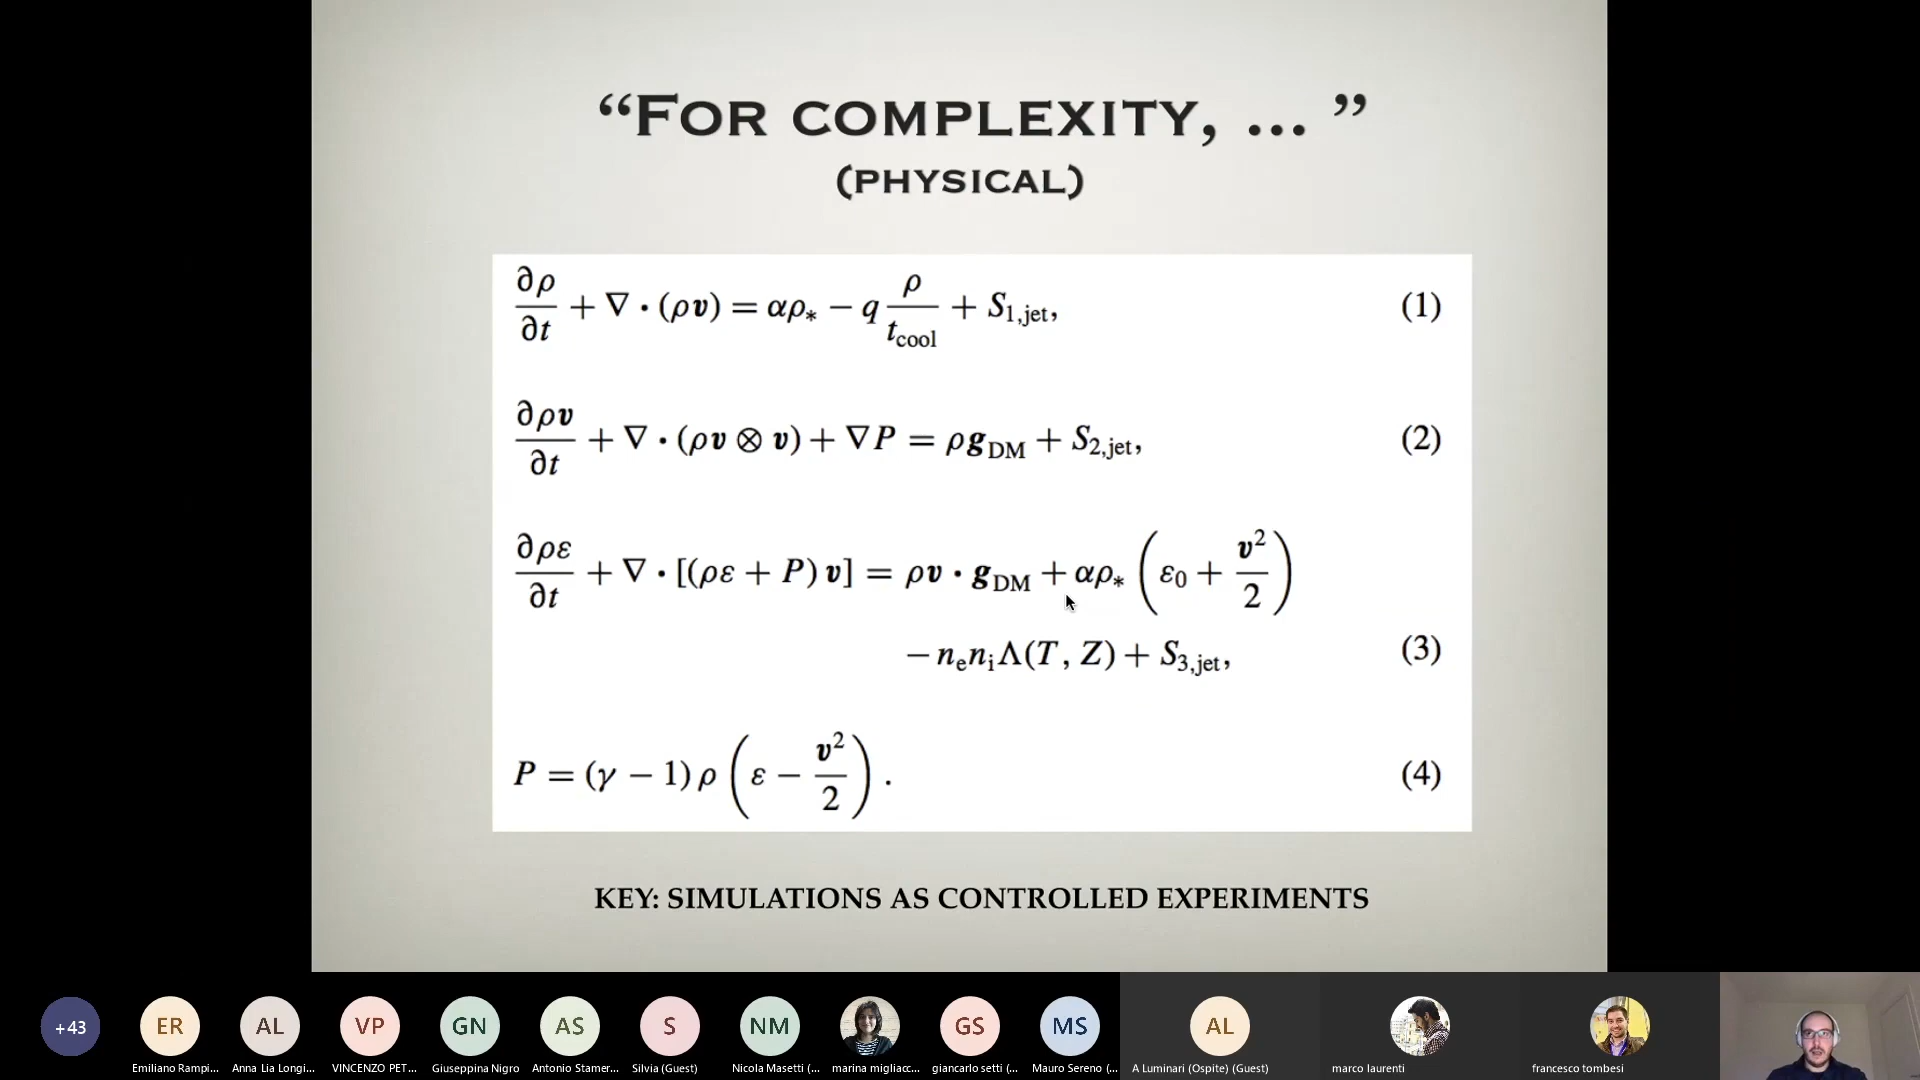 “For complexity, ... ”
(physical)
∂ρ/∂t + ∇ · (ρv) = αρ* − q ρ/t_cool + S_1,jet, (1)
∂ρv/∂t + ∇ · (ρv ⊗ v) + ∇P = ρg_DM + S_2,jet, (2)
∂ρε/∂t + ∇ · [(ρε + P) v] = ρv · g_DM + αρ* (ε_0 + v²/2)
− n_e n_i Λ(T, Z) + S_3,jet, (3)
P = (γ − 1) ρ (ε − v²/2) . (4)
KEY: SIMULATIONS AS CONTROLLED EXPERIMENTS
+43 ER AL VP GN AS S NM GS MS AL
Emiliano Rampi... Anna Lia Longi... VINCENZO PET... Giuseppina Nigro Antonio Stamer... Silvia (Guest) Nicola Masetti (... marina migliacc... giancarlo setti (... Mauro Sereno (... A Luminari (Ospite) (Guest) marco laurenti francesco tombesi